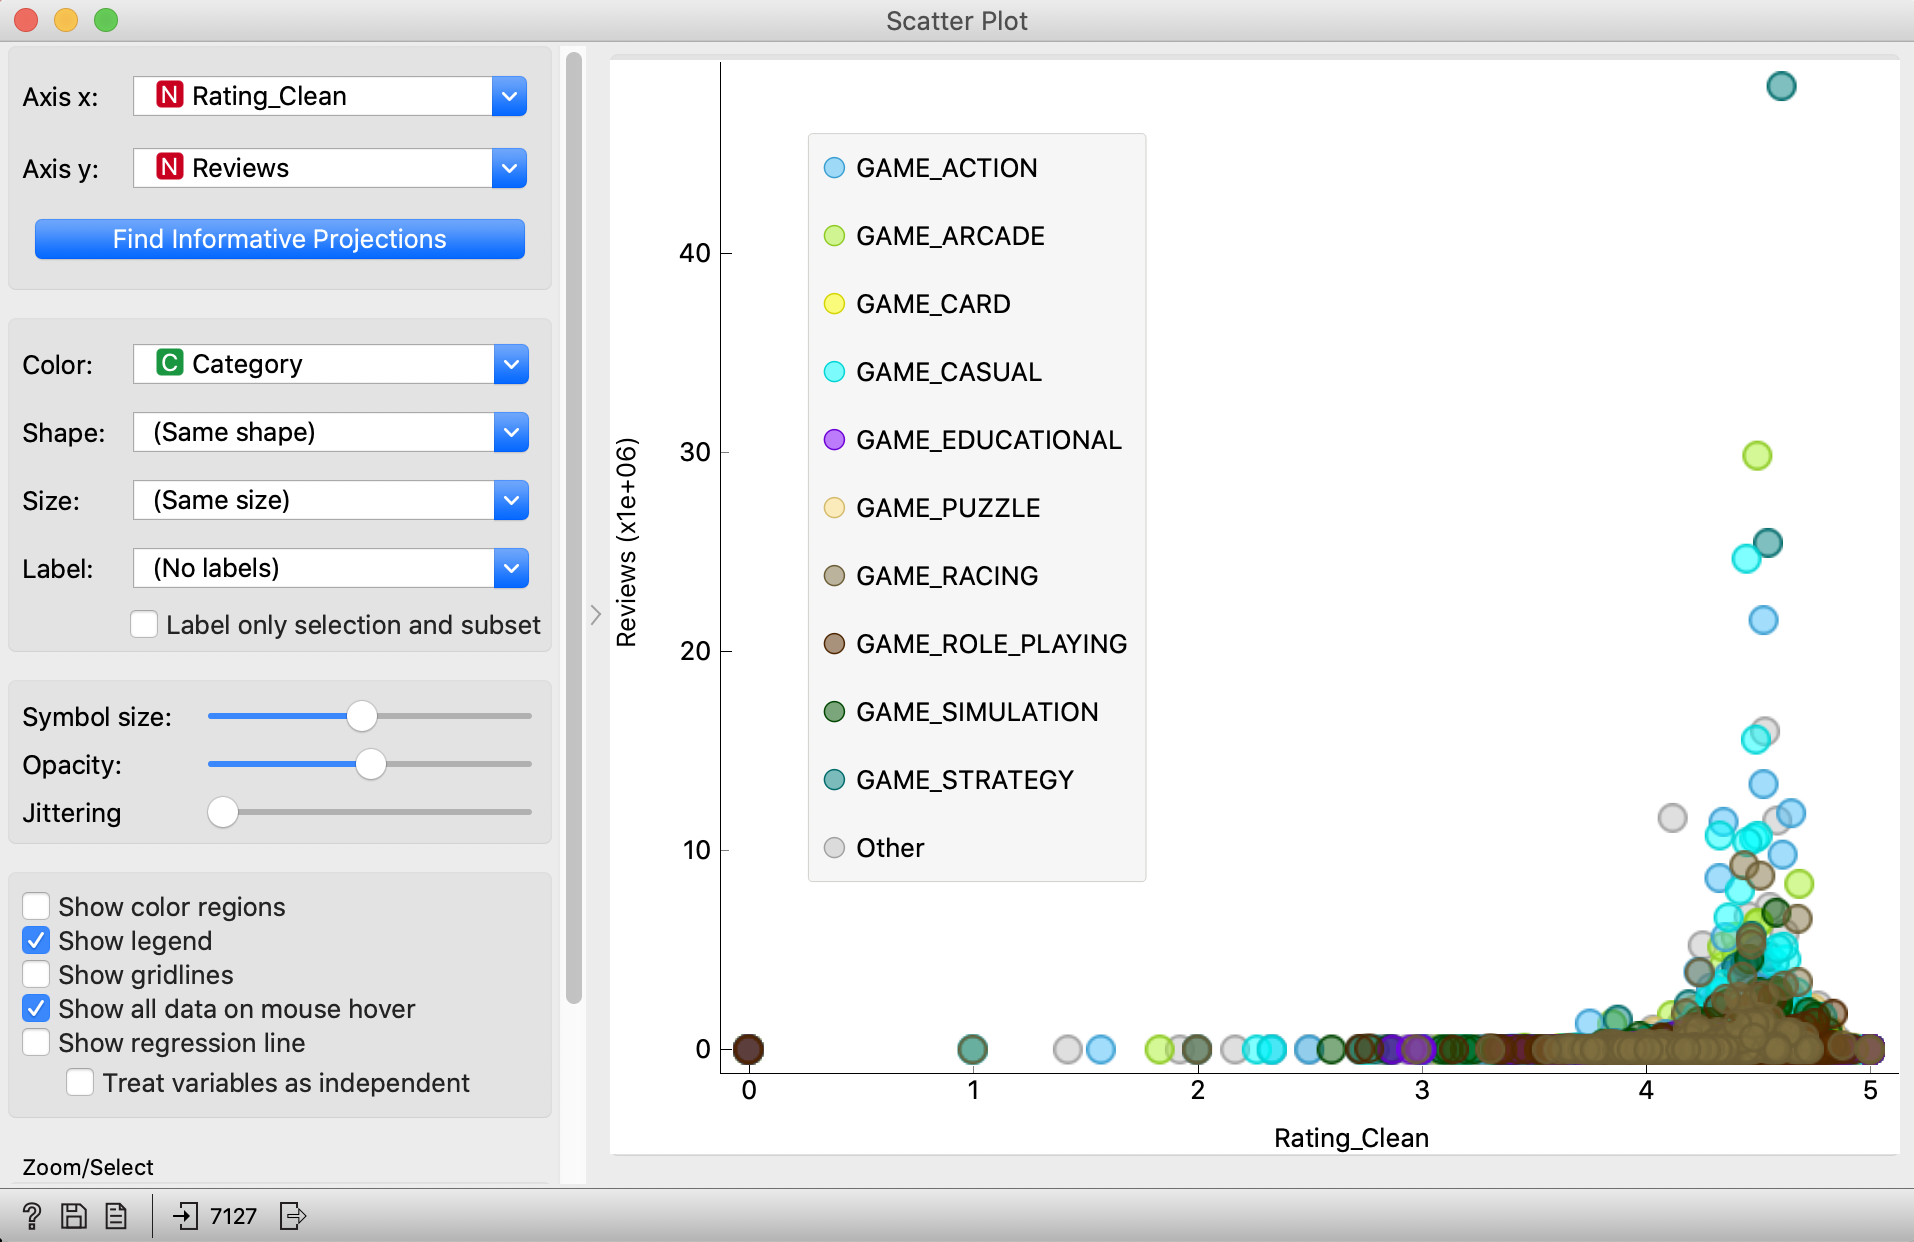 Scatter Plot
Axis x: N Rating_Clean
Axis y: N Reviews
Find Informative Projections
Color: C Category
Shape: (Same shape)
Size: (Same size)
Label: (No labels)
Label only selection and subset
Symbol size:
Opacity:
Jittering
Show color regions
Show legend
Show gridlines
Show all data on mouse hover
Show regression line
Treat variables as independent
Zoom/Select
? 7127
GAME_ACTION
GAME_ARCADE
GAME_CARD
GAME_CASUAL
GAME_EDUCATIONAL
GAME_PUZZLE
GAME_RACING
GAME_ROLE_PLAYING
GAME_SIMULATION
GAME_STRATEGY
Other
Reviews (x1e+06)
40
30
20
10
0
0 1 2 3 4 5
Rating_Clean